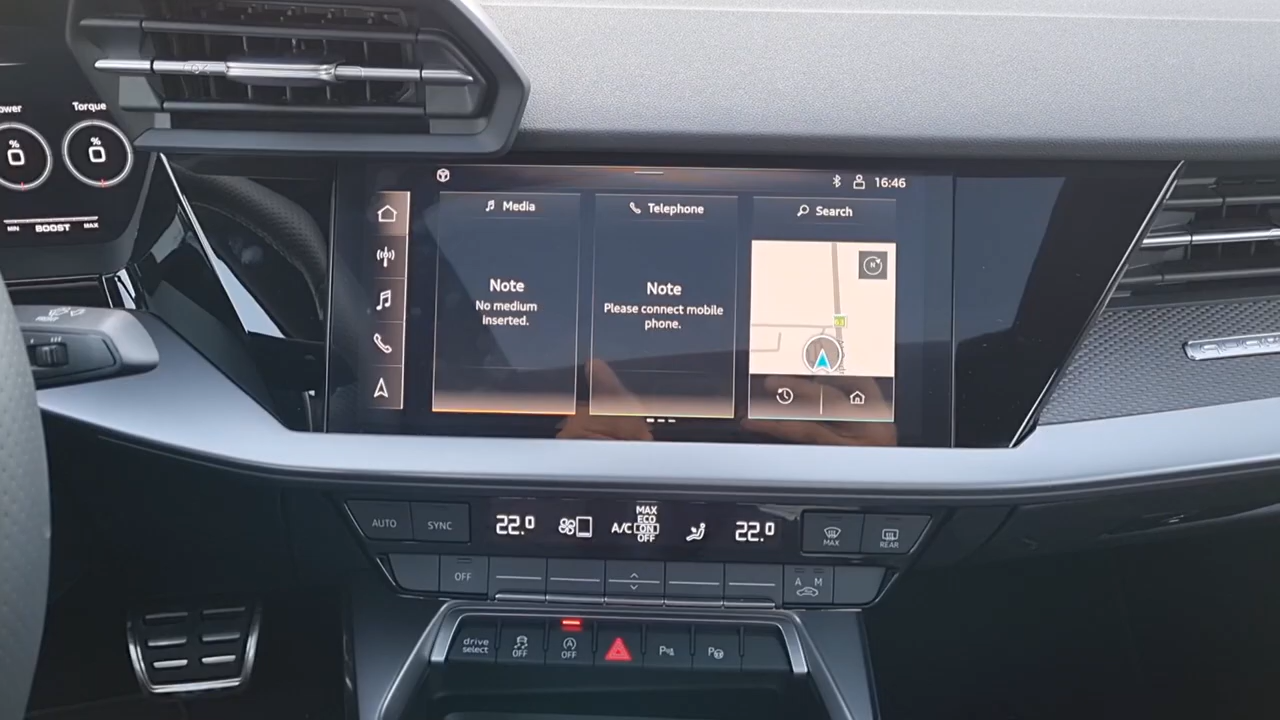 Torque
%
0
%
0
MIN BOOST MAX
16:46
Media
Telephone
Search
Note
No medium
inserted.
Note
Please connect mobile
phone.
N
AUTO
SYNC
22.0
A/C
MAX
ECO
ON
OFF
22.0
MAX
REAR
OFF
A M
drive
select
OFF
A
OFF
P
P